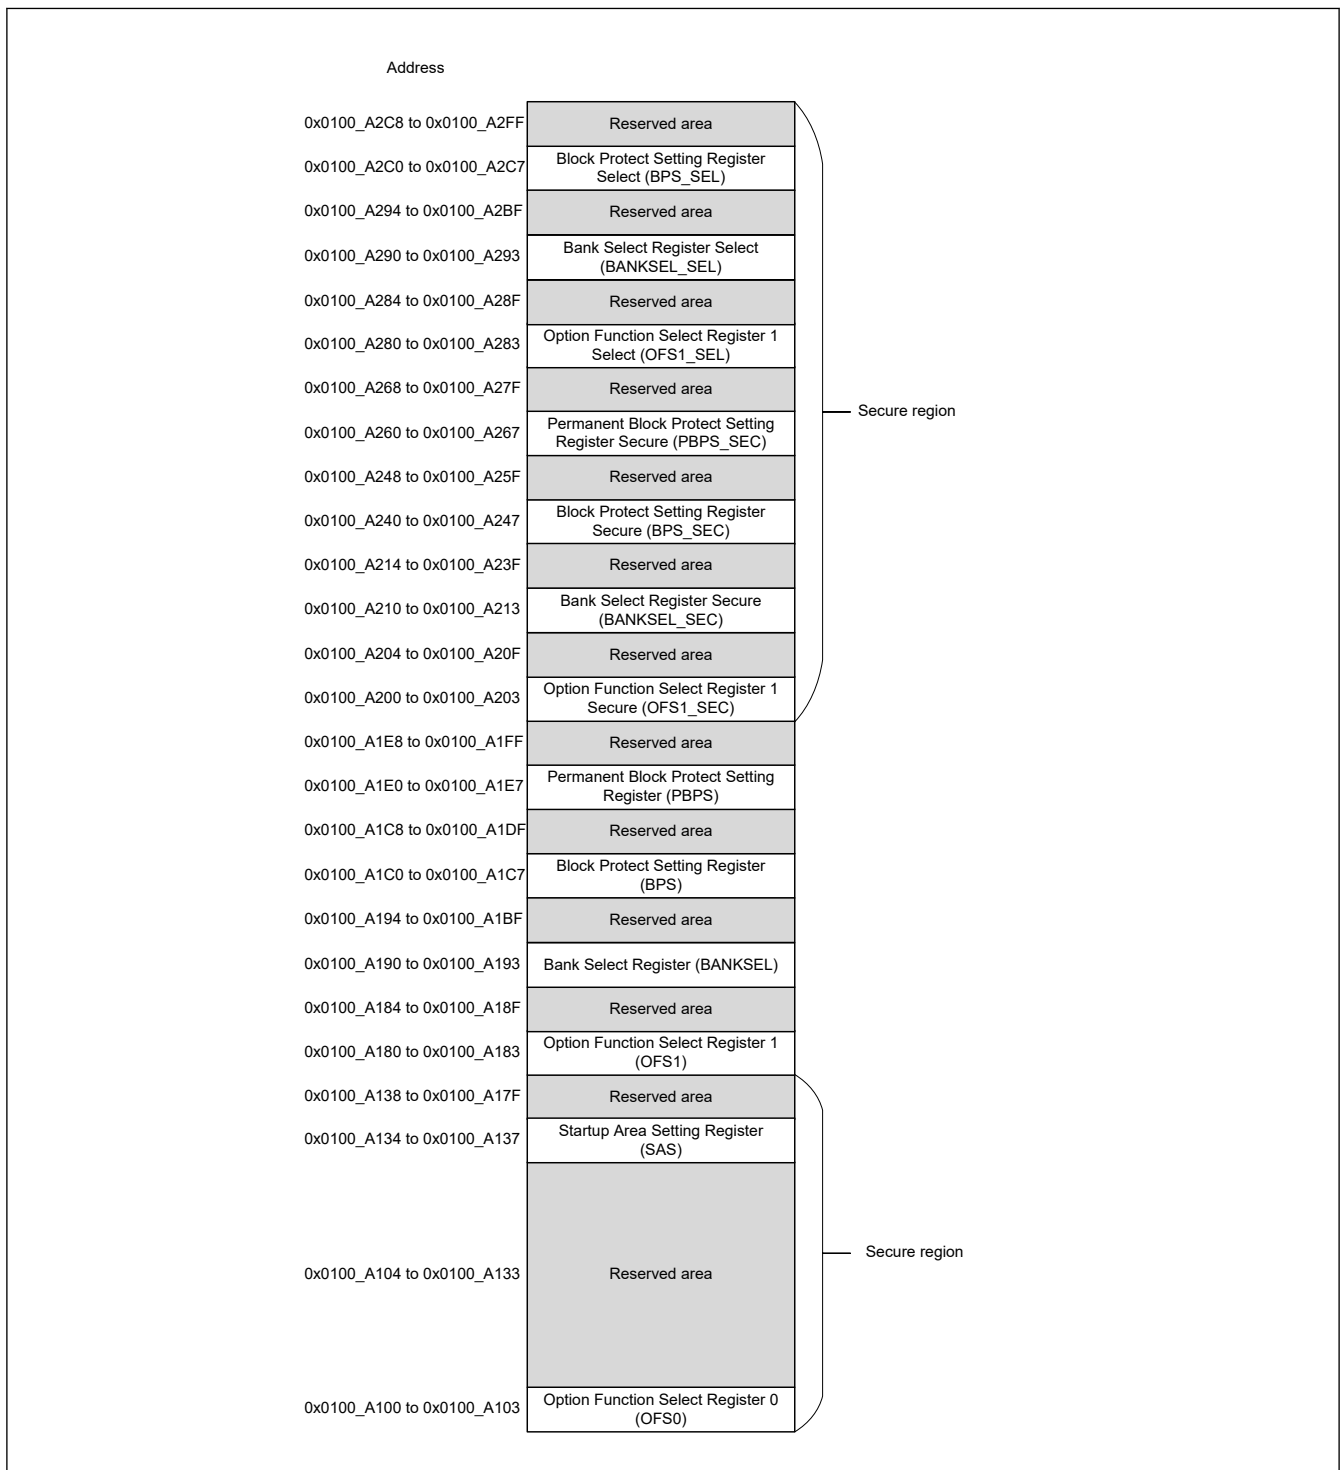 Address
0x0100_A2C8 to 0x0100_A2FF Reserved area
0x0100_A2C0 to 0x0100_A2C7 Block Protect Setting Register
Select (BPS_SEL)
0x0100_A294 to 0x0100_A2BF Reserved area
0x0100_A290 to 0x0100_A293 Bank Select Register Select
(BANKSEL_SEL)
0x0100_A284 to 0x0100_A28F Reserved area
0x0100_A280 to 0x0100_A283 Option Function Select Register 1
Select (OFS1_SEL)
0x0100_A268 to 0x0100_A27F Reserved area
Secure region
0x0100_A260 to 0x0100_A267 Permanent Block Protect Setting
Register Secure (PBPS_SEC)
0x0100_A248 to 0x0100_A25F Reserved area
0x0100_A240 to 0x0100_A247 Block Protect Setting Register
Secure (BPS_SEC)
0x0100_A214 to 0x0100_A23F Reserved area
0x0100_A210 to 0x0100_A213 Bank Select Register Secure
(BANKSEL_SEC)
0x0100_A204 to 0x0100_A20F Reserved area
0x0100_A200 to 0x0100_A203 Option Function Select Register 1
Secure (OFS1_SEC)
0x0100_A1E8 to 0x0100_A1FF Reserved area
0x0100_A1E0 to 0x0100_A1E7 Permanent Block Protect Setting
Register (PBPS)
0x0100_A1C8 to 0x0100_A1DF Reserved area
0x0100_A1C0 to 0x0100_A1C7 Block Protect Setting Register
(BPS)
0x0100_A194 to 0x0100_A1BF Reserved area
0x0100_A190 to 0x0100_A193 Bank Select Register (BANKSEL)
0x0100_A184 to 0x0100_A18F Reserved area
0x0100_A180 to 0x0100_A183 Option Function Select Register 1
(OFS1)
0x0100_A138 to 0x0100_A17F Reserved area
0x0100_A134 to 0x0100_A137 Startup Area Setting Register
(SAS)
Secure region
0x0100_A104 to 0x0100_A133 Reserved area
0x0100_A100 to 0x0100_A103 Option Function Select Register 0
(OFS0)